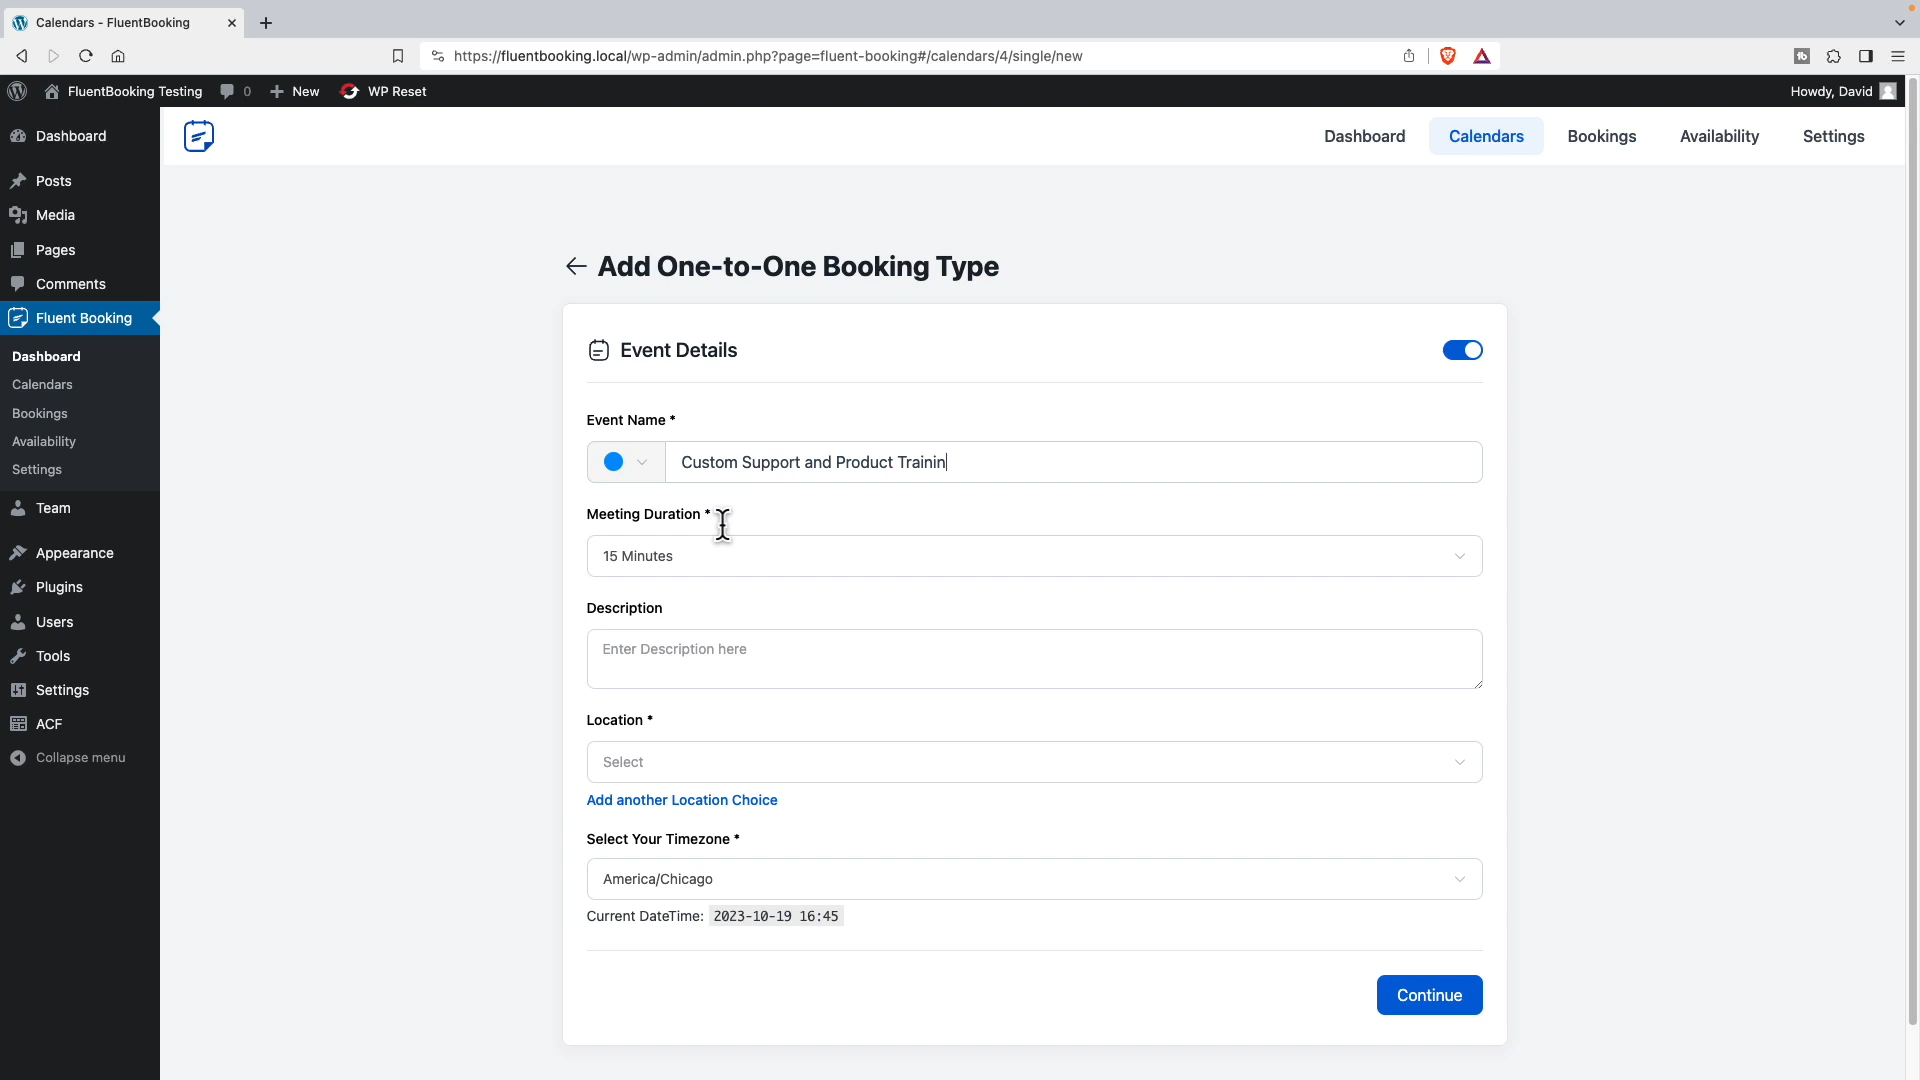 Calendars - FluentBooking
https://fluentbooking.local/wp-admin/admin.php?page=fluent-booking#/calendars/4/single/new
FluentBooking Testing
0
New
WP Reset
Howdy, David
Dashboard
Posts
Media
Pages
Comments
Fluent Booking
Dashboard
Calendars
Bookings
Availability
Settings
Team
Appearance
Plugins
Users
Tools
Settings
ACF
Collapse menu
Dashboard
Calendars
Bookings
Availability
Settings
Add One-to-One Booking Type
Event Details
Event Name *
Custom Support and Product Trainin
Meeting Duration *
15 Minutes
Description
Enter Description here
Location *
Select
Add another Location Choice
Select Your Timezone *
America/Chicago
Current DateTime: 2023-10-19 16:45
Continue